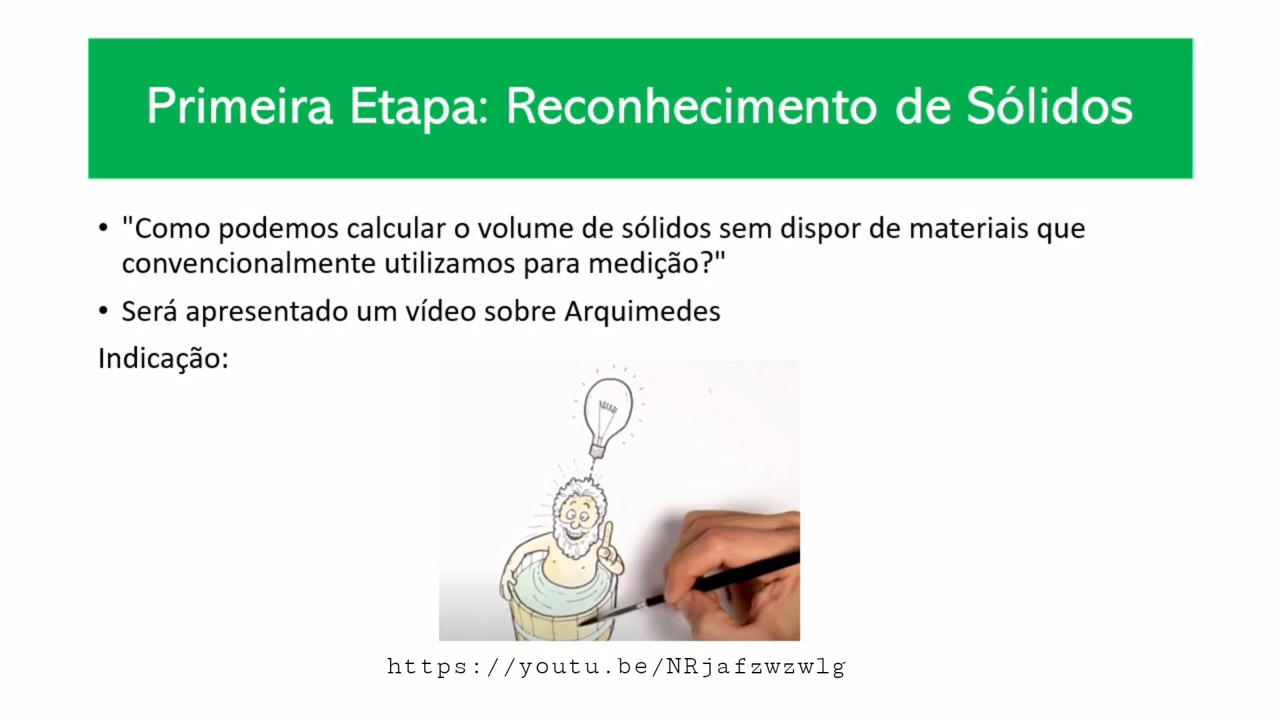 Primeira Etapa: Reconhecimento de Sólidos
• "Como podemos calcular o volume de sólidos sem dispor de materiais que
convencionalmente utilizamos para medição?"
• Será apresentado um vídeo sobre Arquimedes
Indicação:
https://youtu.be/NRjafzwzwlg